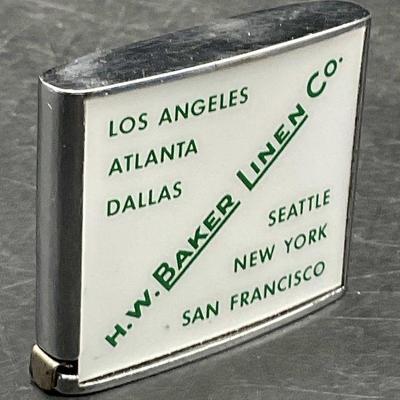 LOS ANGELES
ATLANTA
DALLAS
H.W. BAKER LINEN CO.
SEATTLE
NEW YORK
SAN FRANCISCO